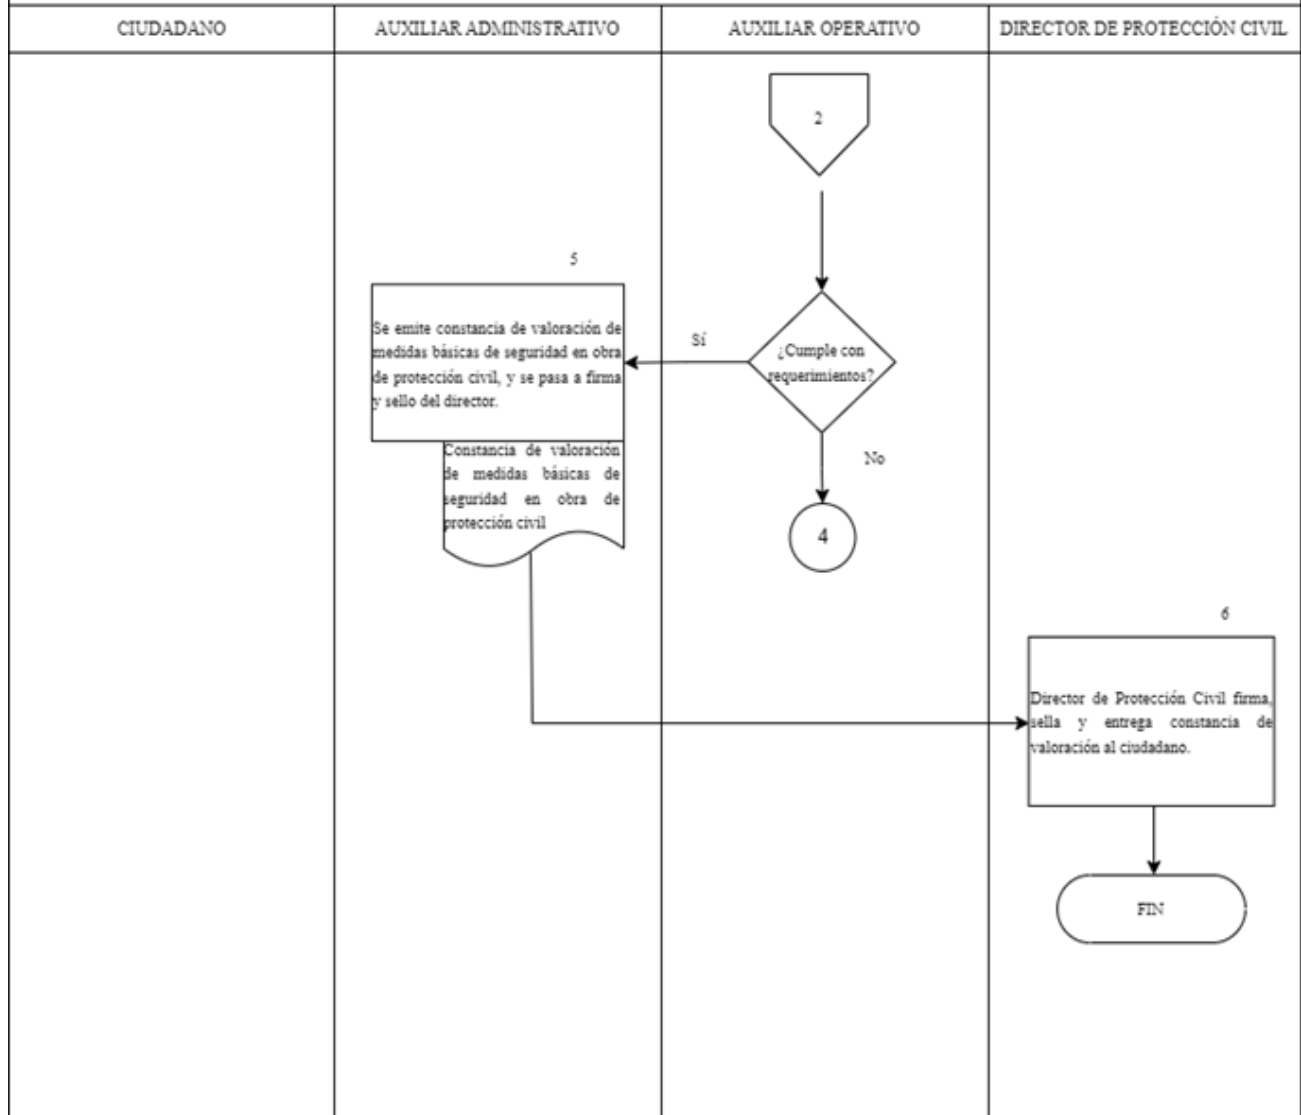 CIUDADANO
AUXILIAR ADMINISTRATIVO
AUXILIAR OPERATIVO
DIRECTOR DE PROTECCIÓN CIVIL
2
5
Se emite constancia de valoración de
medidas básicas de seguridad en obra
de protección civil, y se pasa a firma
y sello del director.
Constancia de valoración
de medidas básicas de
seguridad en obra de
protección civil
Sí
¿Cumple con
requerimientos?
No
4
6
Director de Protección Civil firma,
sella y entrega constancia de
valoración al ciudadano.
FIN